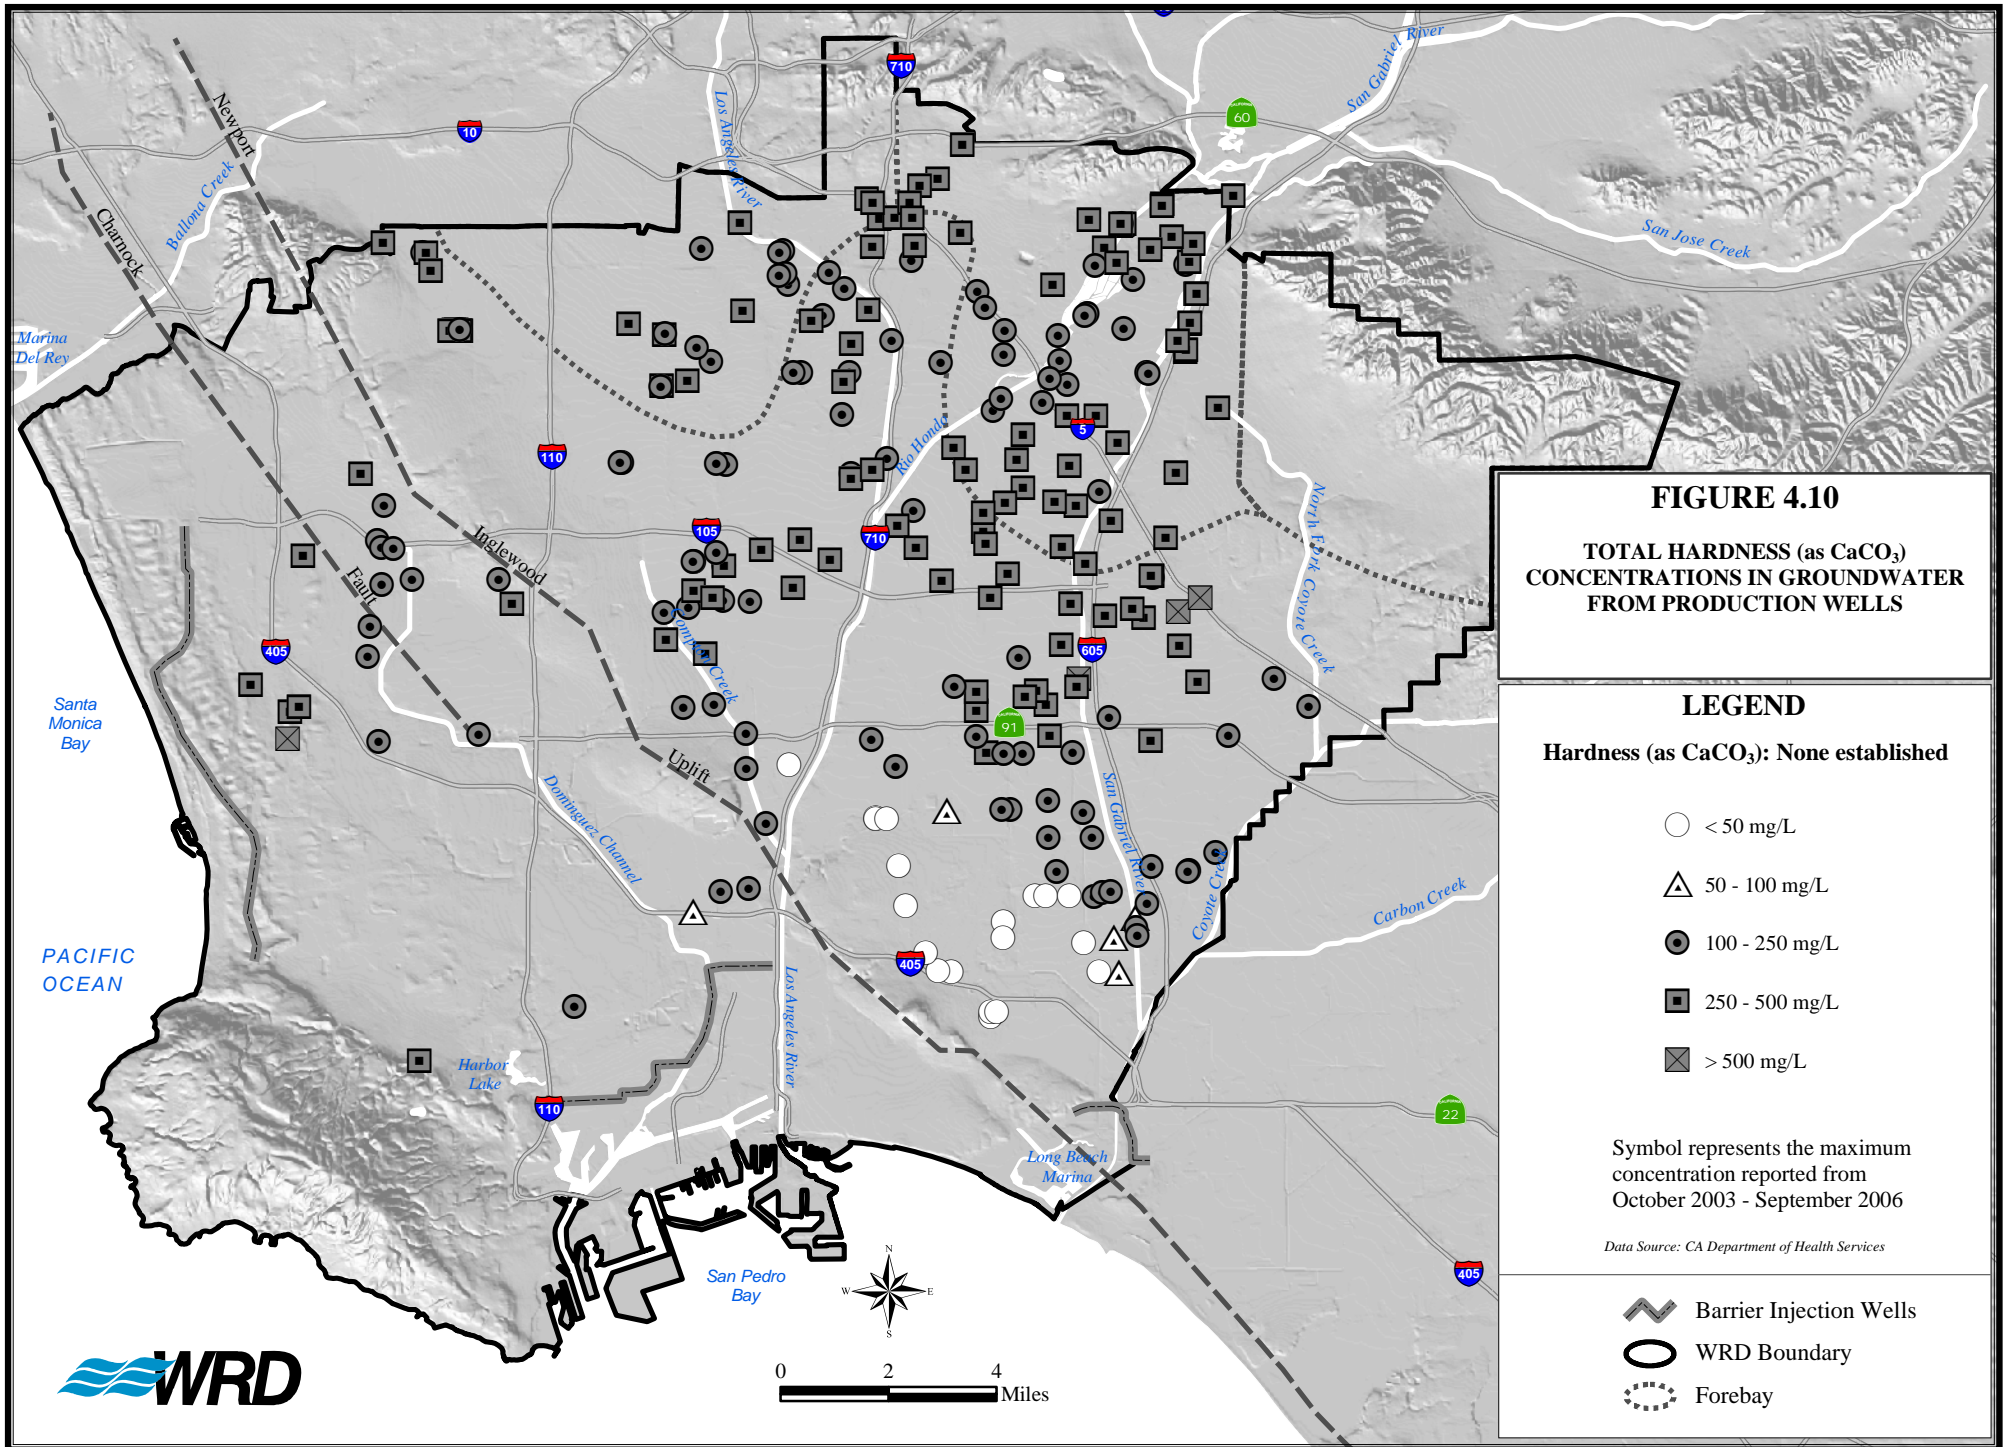 710
San Gabriel River
60
10
Newport
Los Angeles River
Ballona Creek
Charnock
San Jose Creek
Marina
Del Rey
5
Rio Hondo
110
North Fork Coyote Creek
105
710
Inglewood
Fault
405
Compton Creek
605
Santa
Monica
Bay
91
Uplift
Dominguez Channel
San Gabriel River
Coyote Creek
Carbon Creek
PACIFIC
OCEAN
405
Los Angeles River
Harbor
Lake
110
22
Long Beach
Marina
405
San Pedro
Bay
N
W E
S
0 2 4
Miles
WRD
FIGURE 4.10
TOTAL HARDNESS (as CaCO₃)
CONCENTRATIONS IN GROUNDWATER
FROM PRODUCTION WELLS
LEGEND
Hardness (as CaCO₃): None established
< 50 mg/L
50 - 100 mg/L
100 - 250 mg/L
250 - 500 mg/L
> 500 mg/L
Symbol represents the maximum
concentration reported from
October 2003 - September 2006
Data Source: CA Department of Health Services
Barrier Injection Wells
WRD Boundary
Forebay